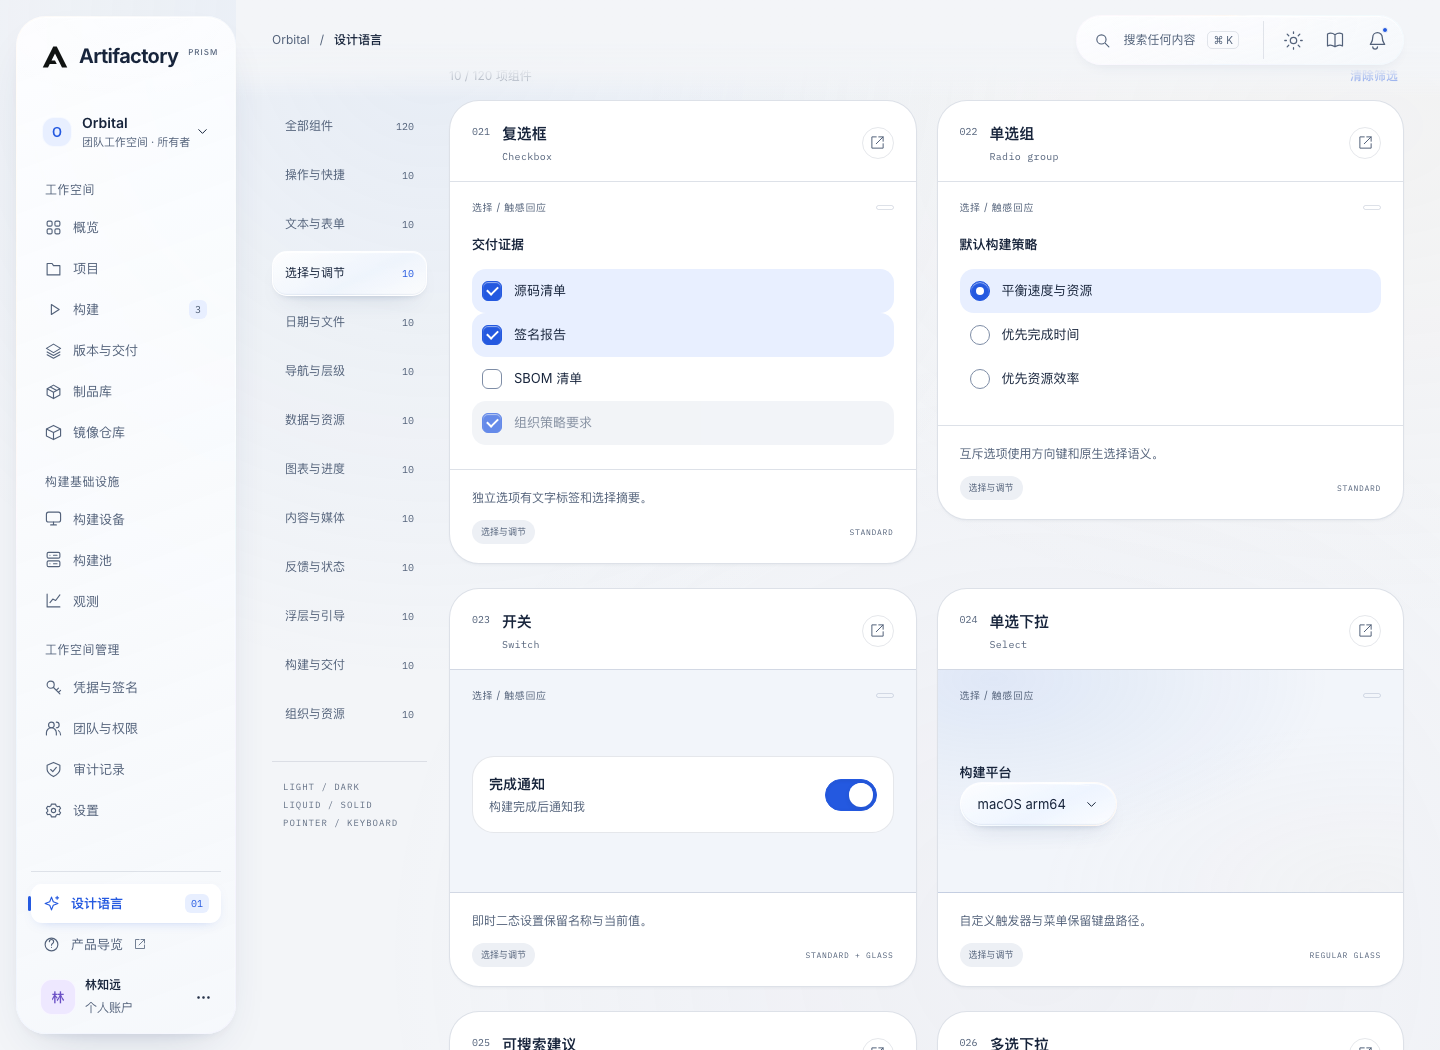 Artifactory PRISM
O
Orbital
团队工作空间 · 所有者
工作空间
概览
项目
构建 3
版本与交付
制品库
镜像仓库
构建基础设施
构建设备
构建池
观测
工作空间管理
凭据与签名
团队与权限
审计记录
设置
设计语言 01
产品导览
林
林知远
个人账户
Orbital / 设计语言
搜索任何内容 ⌘ K
10 / 120 项组件
清除筛选
全部组件 120
操作与快捷 10
文本与表单 10
选择与调节 10
日期与文件 10
导航与层级 10
数据与资源 10
图表与进度 10
内容与媒体 10
反馈与状态 10
浮层与引导 10
构建与交付 10
组织与资源 10
LIGHT / DARK
LIQUID / SOLID
POINTER / KEYBOARD
021 复选框
Checkbox
选择 / 触感回应
交付证据
源码清单
签名报告
SBOM 清单
组织策略要求
独立选项有文字标签和选择摘要。
选择与调节 STANDARD
022 单选组
Radio group
选择 / 触感回应
默认构建策略
平衡速度与资源
优先完成时间
优先资源效率
互斥选项使用方向键和原生选择语义。
选择与调节 STANDARD
023 开关
Switch
选择 / 触感回应
完成通知
构建完成后通知我
即时二态设置保留名称与当前值。
选择与调节 STANDARD + GLASS
024 单选下拉
Select
选择 / 触感回应
构建平台
macOS arm64
自定义触发器与菜单保留键盘路径。
选择与调节 REGULAR GLASS
025 可搜索建议
026 多选下拉